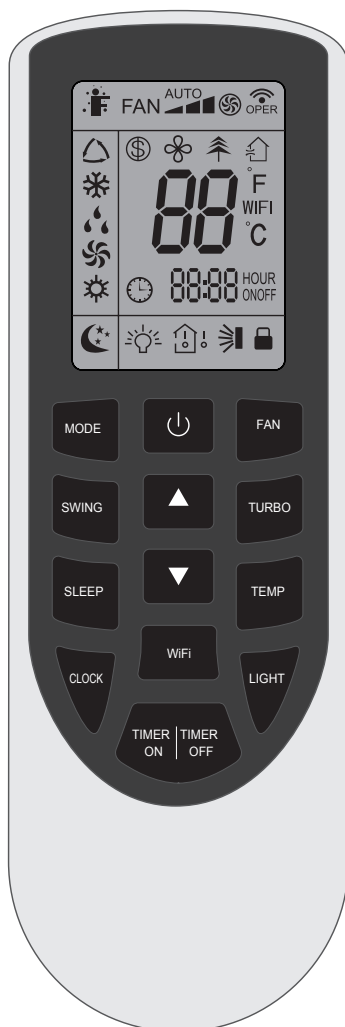 AUTO
FAN
OPER
88
°F
WIFI
°C
88:88 HOUR
ONOFF
MODE
FAN
SWING
TURBO
SLEEP
TEMP
WiFi
CLOCK
LIGHT
TIMER TIMER
ON OFF